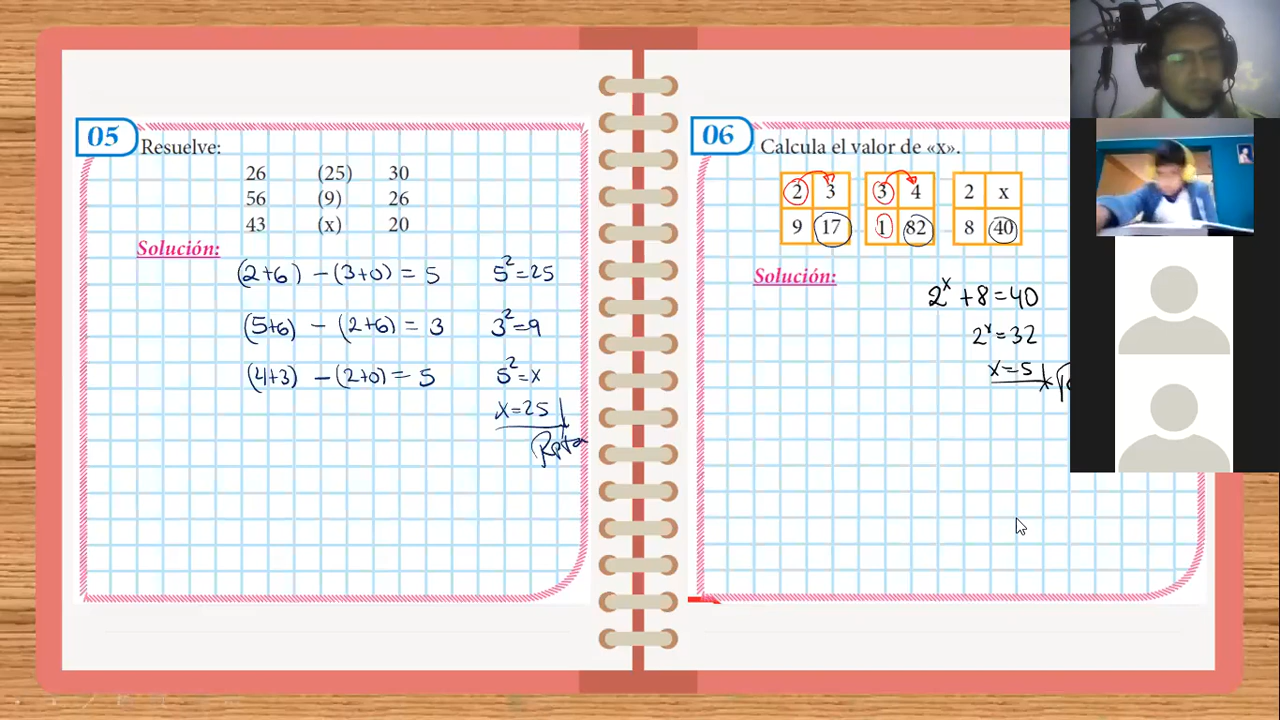 05
Resuelve:
26 (25) 30
56 (9) 26
43 (x) 20
Solución:
(2+6) - (3+0) = 5 5²=25
(5+6) - (2+6) = 3 3²=9
(4+3) - (2+0) = 5 5²=x
x=25
Rpta
06
Calcula el valor de «x».
2 3 3 4 2 x
9 17 1 82 8 40
Solución:
2ˣ +8=40
2ˣ=32
x=5